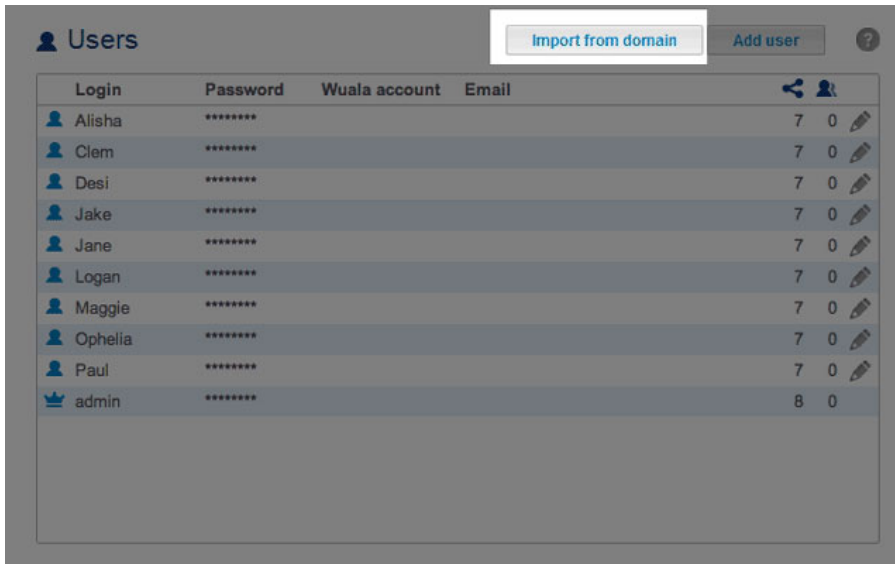 Users Import from domain Add user ?
Login Password Wuala account Email
Alisha ******** 7 0
Clem ******** 7 0
Desi ******** 7 0
Jake ******** 7 0
Jane ******** 7 0
Logan ******** 7 0
Maggie ******** 7 0
Ophelia ******** 7 0
Paul ******** 7 0
admin ******** 8 0